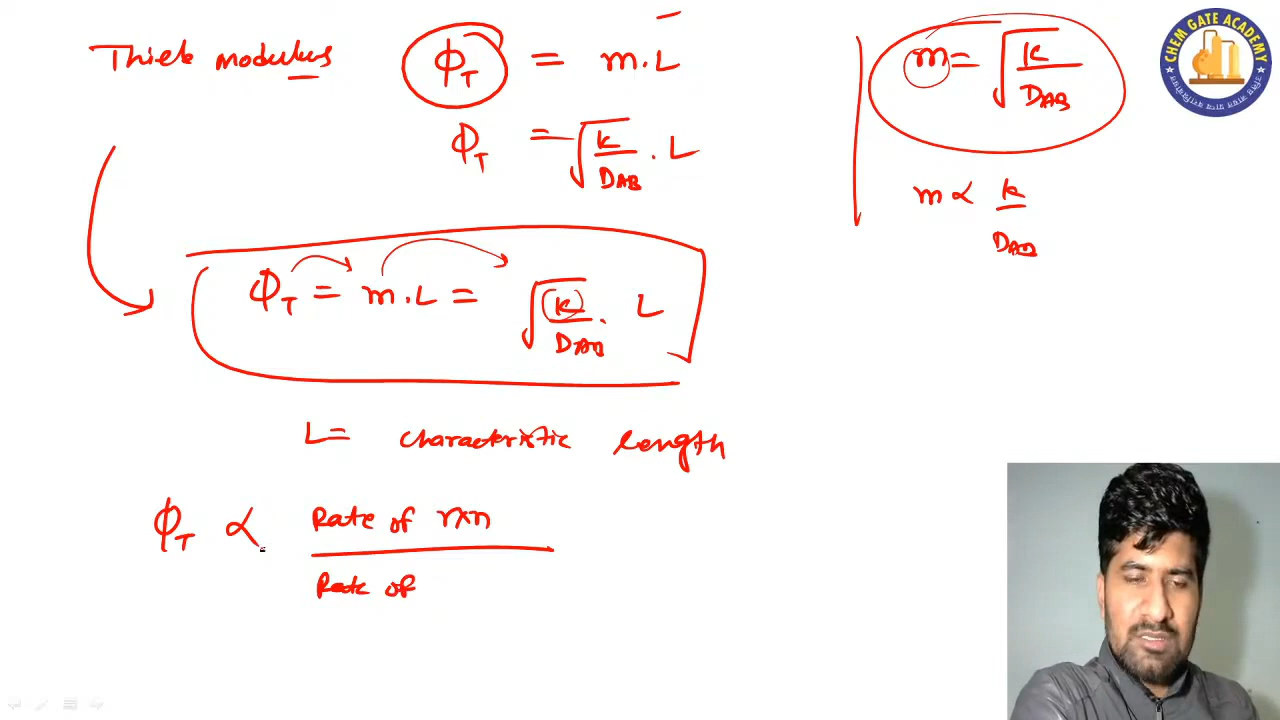 Thiele modulus
ϕT = m.L
ϕT = √(k/DAB) . L
m = √(k/DAB)
m ∝ k/DAB
ϕT = m.L = √(k/DAB) . L
L = characteristic length
ϕT ∝ Rate of rxn
Rate of
CHEM GATE ACADEMY